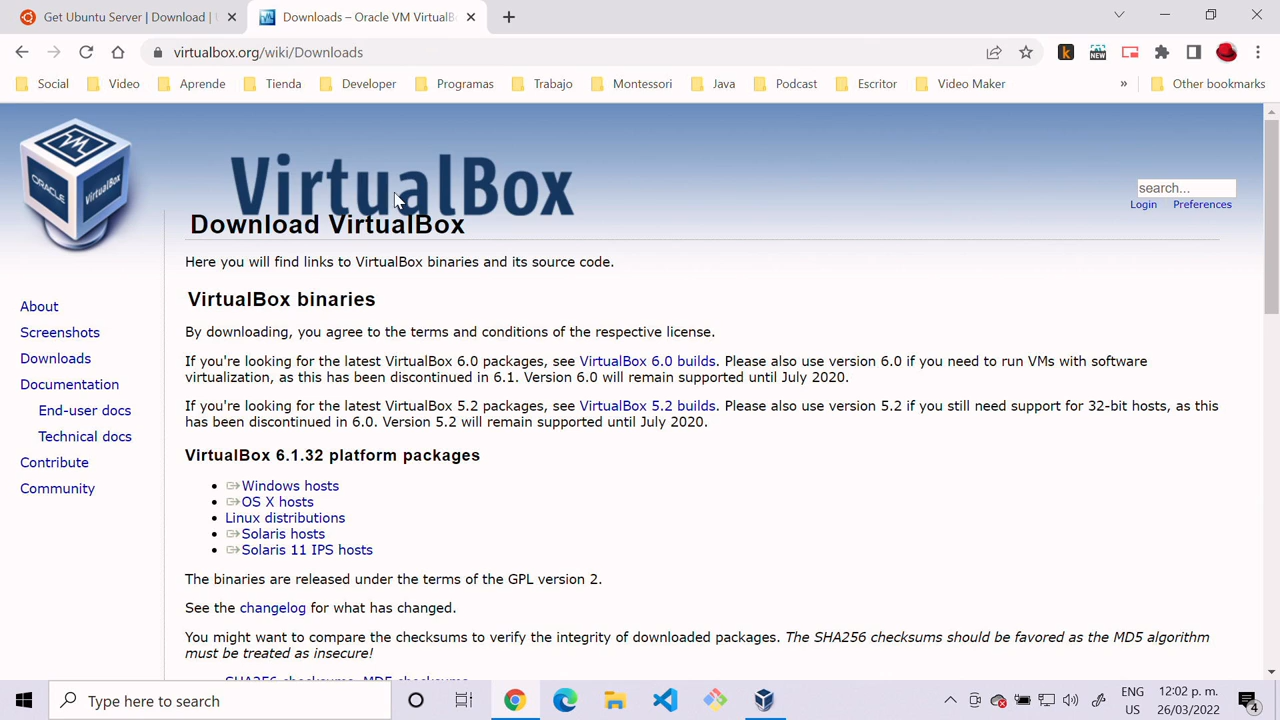 Get Ubuntu Server | Download |
Downloads – Oracle VM VirtualB
virtualbox.org/wiki/Downloads
NEW
Social Video Aprende Tienda Developer Programas Trabajo Montessori Java Podcast Escritor Video Maker » Other bookmarks
ORACLE VirtualBox
VirtualBox
search...
Login Preferences
Download VirtualBox
Here you will find links to VirtualBox binaries and its source code.
About
Screenshots
Downloads
Documentation
End-user docs
Technical docs
Contribute
Community
VirtualBox binaries
By downloading, you agree to the terms and conditions of the respective license.
If you're looking for the latest VirtualBox 6.0 packages, see VirtualBox 6.0 builds. Please also use version 6.0 if you need to run VMs with software
virtualization, as this has been discontinued in 6.1. Version 6.0 will remain supported until July 2020.
If you're looking for the latest VirtualBox 5.2 packages, see VirtualBox 5.2 builds. Please also use version 5.2 if you still need support for 32-bit hosts, as this
has been discontinued in 6.0. Version 5.2 will remain supported until July 2020.
VirtualBox 6.1.32 platform packages
• Windows hosts
• OS X hosts
• Linux distributions
• Solaris hosts
• Solaris 11 IPS hosts
The binaries are released under the terms of the GPL version 2.
See the changelog for what has changed.
You might want to compare the checksums to verify the integrity of downloaded packages. The SHA256 checksums should be favored as the MD5 algorithm
must be treated as insecure!
SHA256 checksums, MD5 checksums
Type here to search
ENG
US
12:02 p. m.
26/03/2022
4